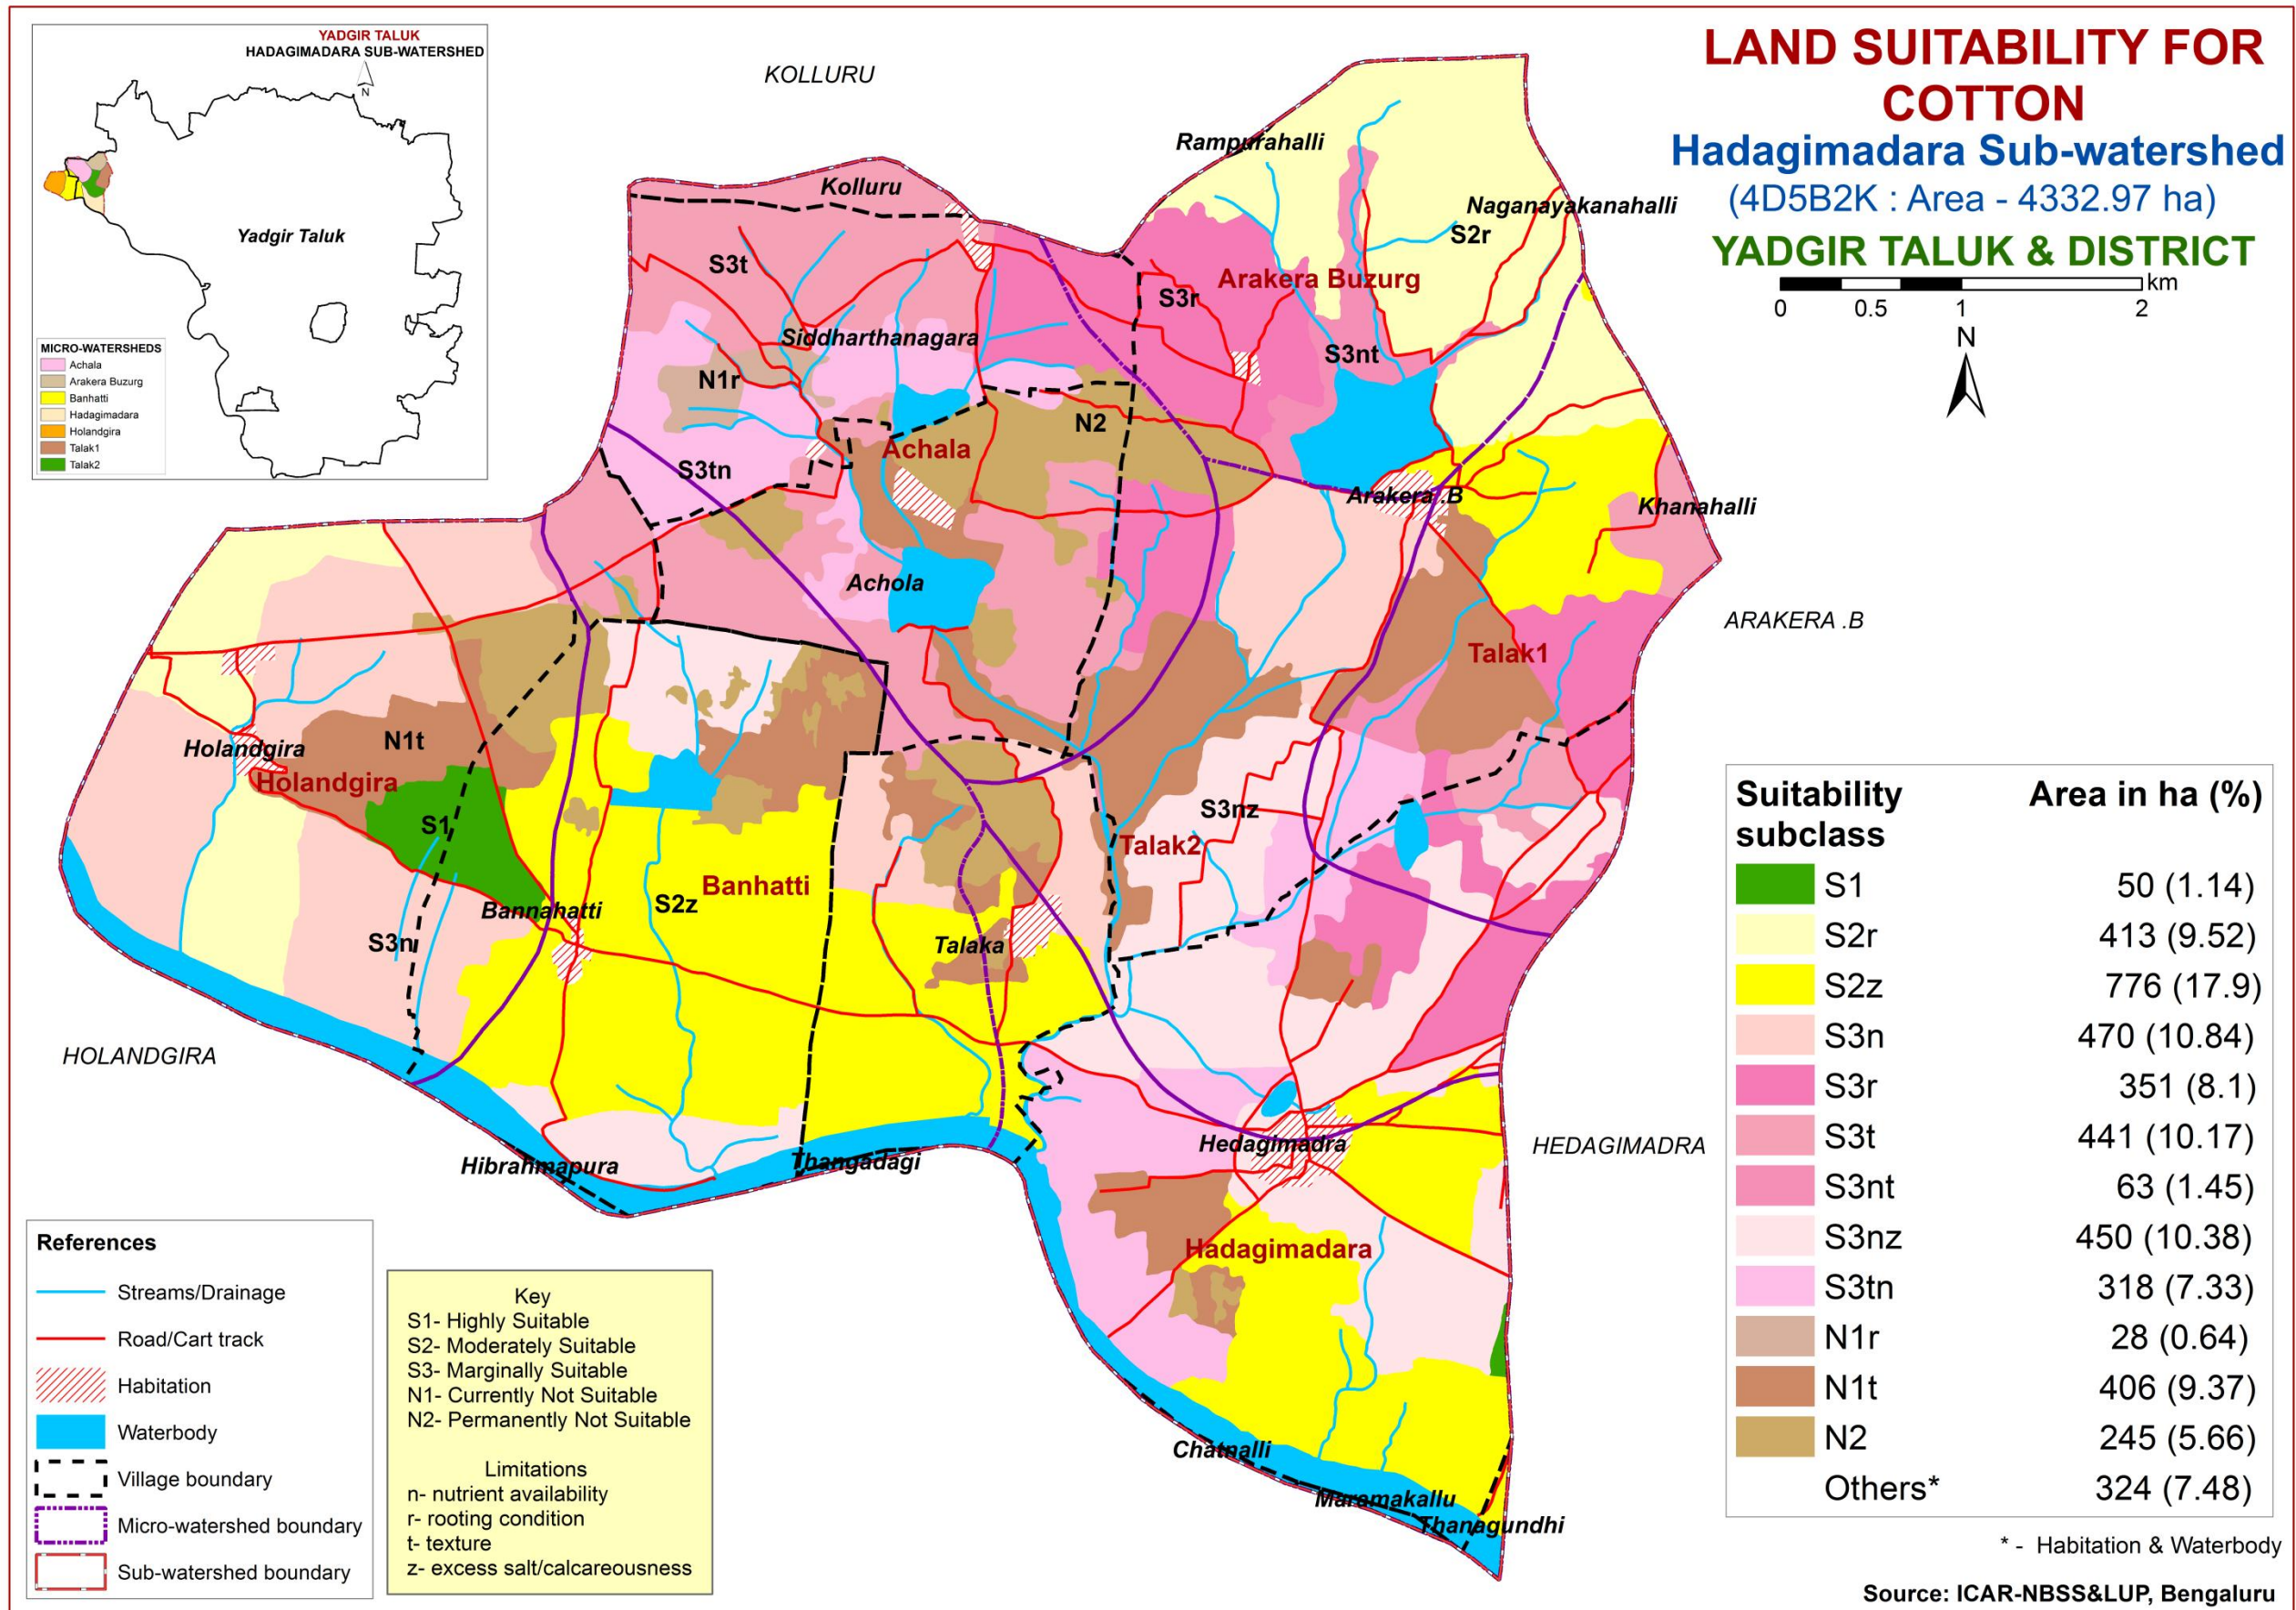 LAND SUITABILITY FOR
COTTON
Hadagimadara Sub-watershed
(4D5B2K : Area - 4332.97 ha)
YADGIR TALUK & DISTRICT
km
0 0.5 1 2
N
YADGIR TALUK
HADAGIMADARA SUB-WATERSHED
N
Yadgir Taluk
MICRO-WATERSHEDS
Achala
Arakera Buzurg
Banhatti
Hadagimadara
Holandgira
Talak1
Talak2
KOLLURU
Rampurahalli
Kolluru
Naganayakanahalli
S2r
S3t
Arakera Buzurg
S3r
Siddharthanagara
S3nt
N1r
N2
Achala
S3tn
Arakera .B
Khanahalli
Achola
ARAKERA .B
Talak1
N1t
Holandgira
Holandgira
S3nz
S1
Talak2
Banhatti
S2z
Bannahatti
S3n
Talaka
HOLANDGIRA
Hedagimadra
HEDAGIMADRA
Hibrahmapura
Thangadagi
Hadagimadara
Chatnalli
Maramakallu
Thanagundhi
References
Streams/Drainage
Road/Cart track
Habitation
Waterbody
Village boundary
Micro-watershed boundary
Sub-watershed boundary
Key
S1- Highly Suitable
S2- Moderately Suitable
S3- Marginally Suitable
N1- Currently Not Suitable
N2- Permanently Not Suitable
Limitations
n- nutrient availability
r- rooting condition
t- texture
z- excess salt/calcareousness
Suitability Area in ha (%)
subclass
S1 50 (1.14)
S2r 413 (9.52)
S2z 776 (17.9)
S3n 470 (10.84)
S3r 351 (8.1)
S3t 441 (10.17)
S3nt 63 (1.45)
S3nz 450 (10.38)
S3tn 318 (7.33)
N1r 28 (0.64)
N1t 406 (9.37)
N2 245 (5.66)
Others* 324 (7.48)
* - Habitation & Waterbody
Source: ICAR-NBSS&LUP, Bengaluru